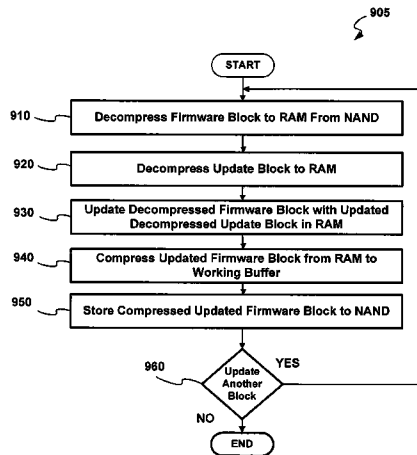 905
START
910
Decompress Firmware Block to RAM From NAND
920
Decompress Update Block to RAM
930
Update Decompressed Firmware Block with Updated
Decompressed Update Block in RAM
940
Compress Updated Firmware Block from RAM to
Working Buffer
950
Store Compressed Updated Firmware Block to NAND
960
Update
Another
Block
YES
NO
END